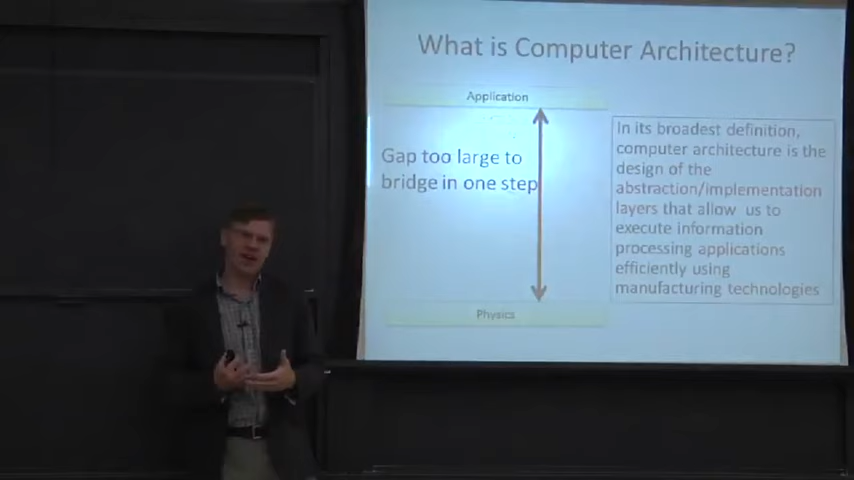 What is Computer Architecture?
Application
Gap too large to
bridge in one step
Physics
In its broadest definition,
computer architecture is the
design of the
abstraction/implementation
layers that allow us to
execute information
processing applications
efficiently using
manufacturing technologies